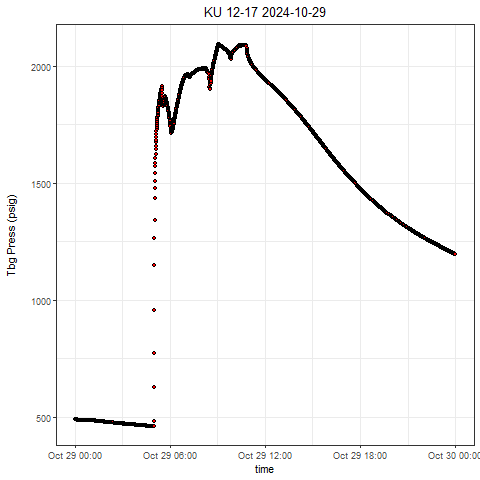 KU 12-17 2024-10-29
Tbg Press (psig)
2000
1500
1000
500
Oct 29 00:00 Oct 29 06:00 Oct 29 12:00 Oct 29 18:00 Oct 30 00:00
time